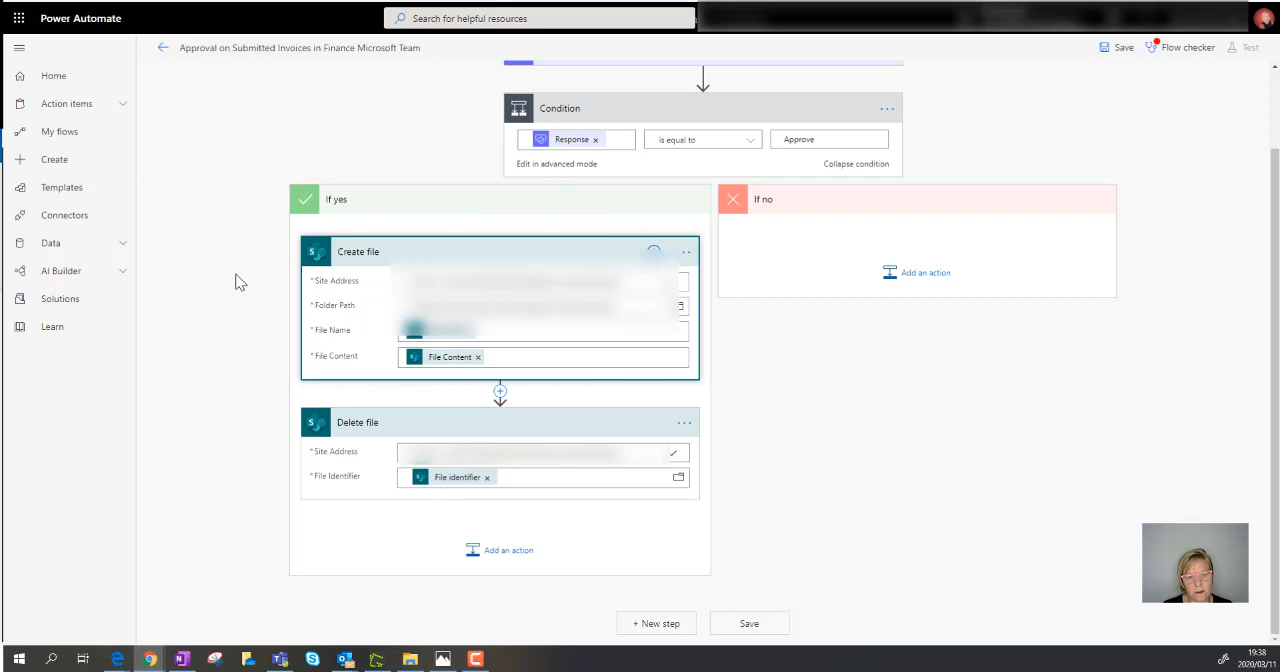 Power Automate
Search for helpful resources
Approval on Submitted Invoices in Finance Microsoft Team
Save
Flow checker
Test
Home
Action items
My flows
Create
Templates
Connectors
Data
AI Builder
Solutions
Learn
Condition
Response x
is equal to
Approve
Edit in advanced mode
Collapse condition
If yes
Create file
* Site Address
* Folder Path
* File Name
* File Content
File Content x
Delete file
* Site Address
* File Identifier
File identifier x
Add an action
If no
Add an action
+ New step
Save
19:38
2020/03/11